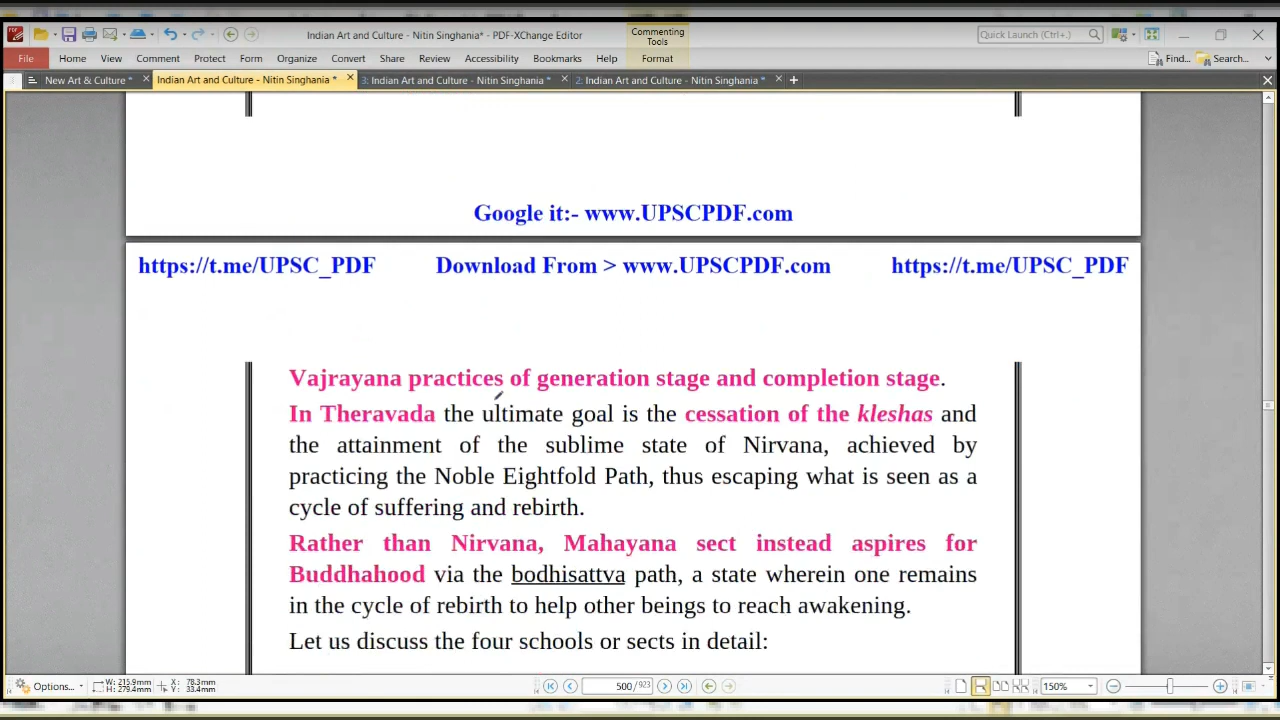 Commenting
Indian Art and Culture - Nitin Singhania* - PDF-XChange Editor
Tools
Quick Launch (Ctrl+.)
File Home View Comment Protect Form Organize Convert Share Review Accessibility Bookmarks Help Format Find... Search...
New Art & Culture * Indian Art and Culture - Nitin Singhania * 3: Indian Art and Culture - Nitin Singhania * 2: Indian Art and Culture - Nitin Singhania *
Google it:- www.UPSCPDF.com
https://t.me/UPSC_PDF Download From > www.UPSCPDF.com https://t.me/UPSC_PDF
Vajrayana practices of generation stage and completion stage.
In Theravada the ultimate goal is the cessation of the kleshas and
the attainment of the sublime state of Nirvana, achieved by
practicing the Noble Eightfold Path, thus escaping what is seen as a
cycle of suffering and rebirth.
Rather than Nirvana, Mahayana sect instead aspires for
Buddhahood via the bodhisattva path, a state wherein one remains
in the cycle of rebirth to help other beings to reach awakening.
Let us discuss the four schools or sects in detail:
Options... W: 215.9mm X: 78.3mm
H: 279.4mm Y: 33.4mm
500/923
150%